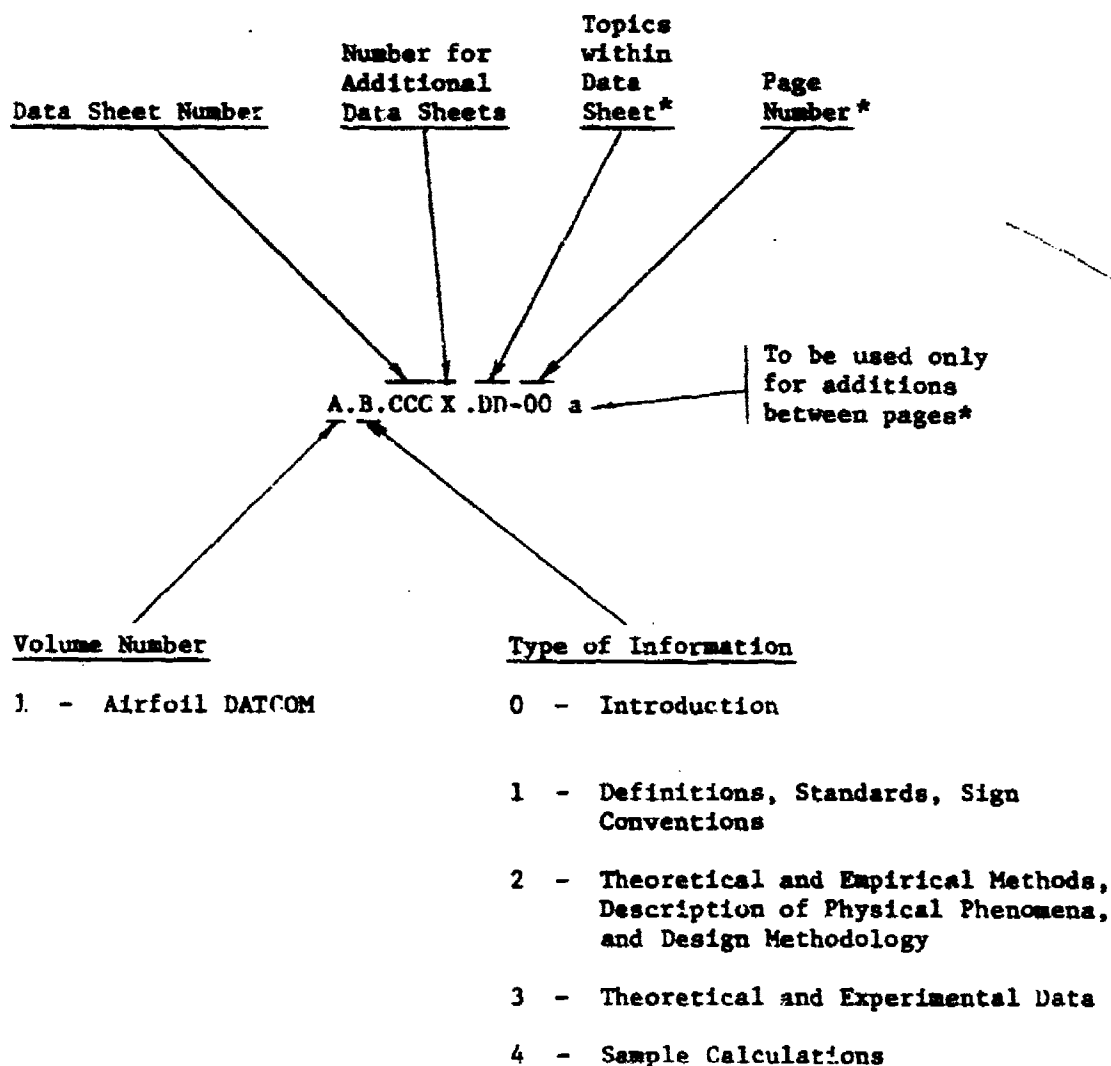 Topics
within
Data
Sheet*
Number for
Additional
Data Sheets
Page
Number*
Data Sheet Number
A.B.CCC X .DD-00 a
To be used only
for additions
between pages*
Volume Number
1 - Airfoil DATCOM
Type of Information
0 - Introduction
1 - Definitions, Standards, Sign
Conventions
2 - Theoretical and Empirical Methods,
Description of Physical Phenomena,
and Design Methodology
3 - Theoretical and Experimental Data
4 - Sample Calculations